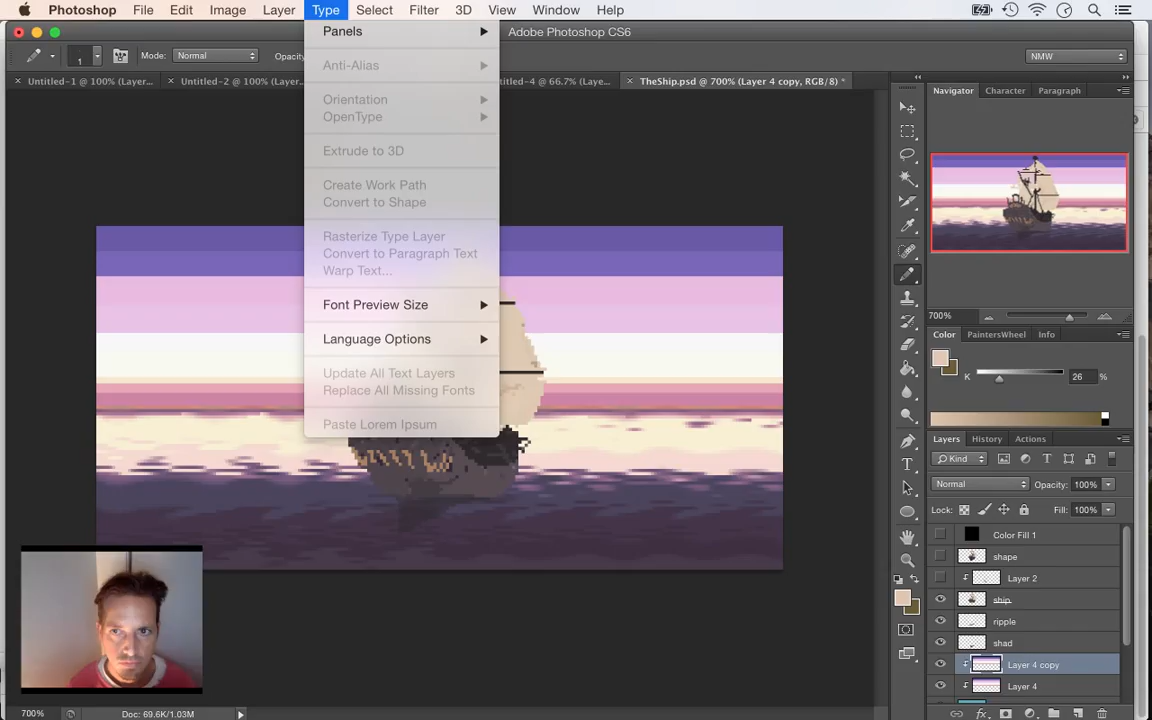 Photoshop File Edit Image Layer Type Select Filter 3D View Window Help
Adobe Photoshop CS6
1 Mode: Normal Opacity NMW
Untitled-1 @ 100% (Layer... Untitled-2 @ 100% (Layer... ntitled-4 @ 66.7% (Laye... TheShip.psd @ 700% (Layer 4 copy, RGB/8) *
Panels
Anti-Alias
Orientation
OpenType
Extrude to 3D
Create Work Path
Convert to Shape
Rasterize Type Layer
Convert to Paragraph Text
Warp Text...
Font Preview Size
Language Options
Update All Text Layers
Replace All Missing Fonts
Paste Lorem Ipsum
Navigator Character Paragraph
700%
Color PaintersWheel Info
K 26 %
Layers History Actions
Kind
Normal Opacity: 100%
Lock: Fill: 100%
Color Fill 1
shape
Layer 2
ship
ripple
shad
Layer 4 copy
Layer 4
700% Doc: 69.6K/1.03M